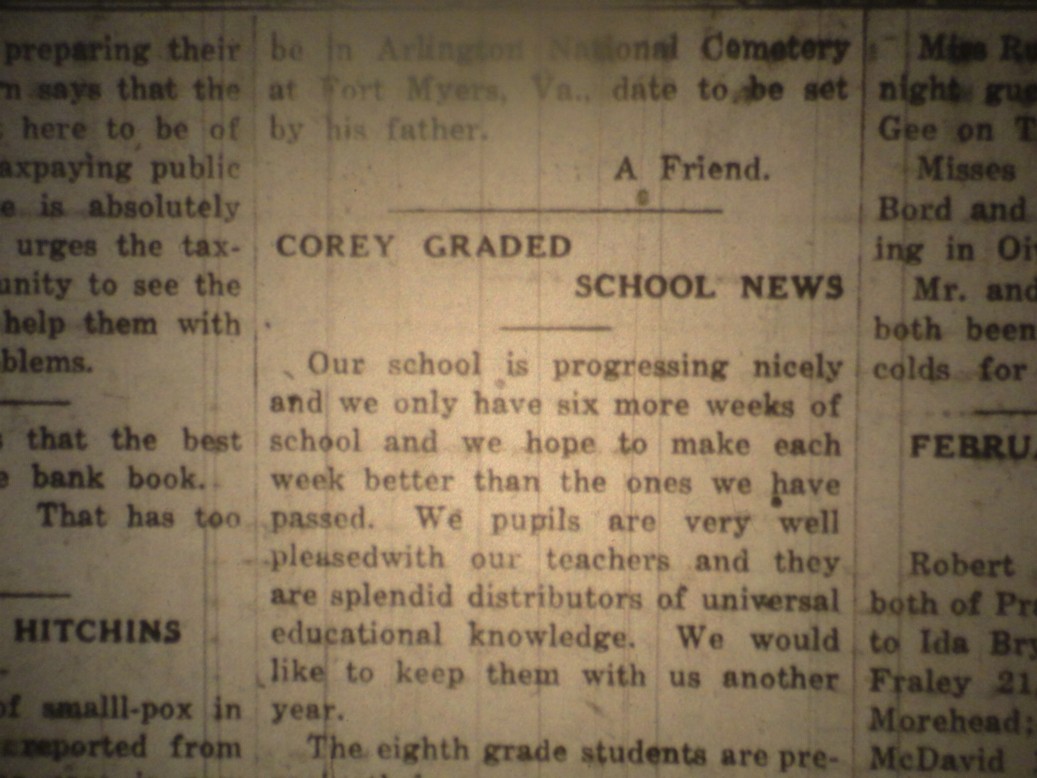 preparing their
says that the
here to be of
axpaying public
e is absolutely
urges the tax-
unity to see the
help them with
blems.
s that the best
e bank book.
That has too
HITCHINS
of smalll-pox in
reported from
be in Arlington National Cemetery
at Fort Myers, Va., date to be set
by his father.
A Friend.
COREY GRADED
SCHOOL NEWS
Our school is progressing nicely
and we only have six more weeks of
school and we hope to make each
week better than the ones we have
passed. We pupils are very well
pleasedwith our teachers and they
are splendid distributors of universal
educational knowledge. We would
like to keep them with us another
year.
The eighth grade students are pre-
Miss Ru
night gue
Gee on T
Misses
Bord and
ing in Oi
Mr. and
both been
colds for
FEBRU
Robert
both of Pr
to Ida Bry
Fraley 21
Morehead;
McDavid